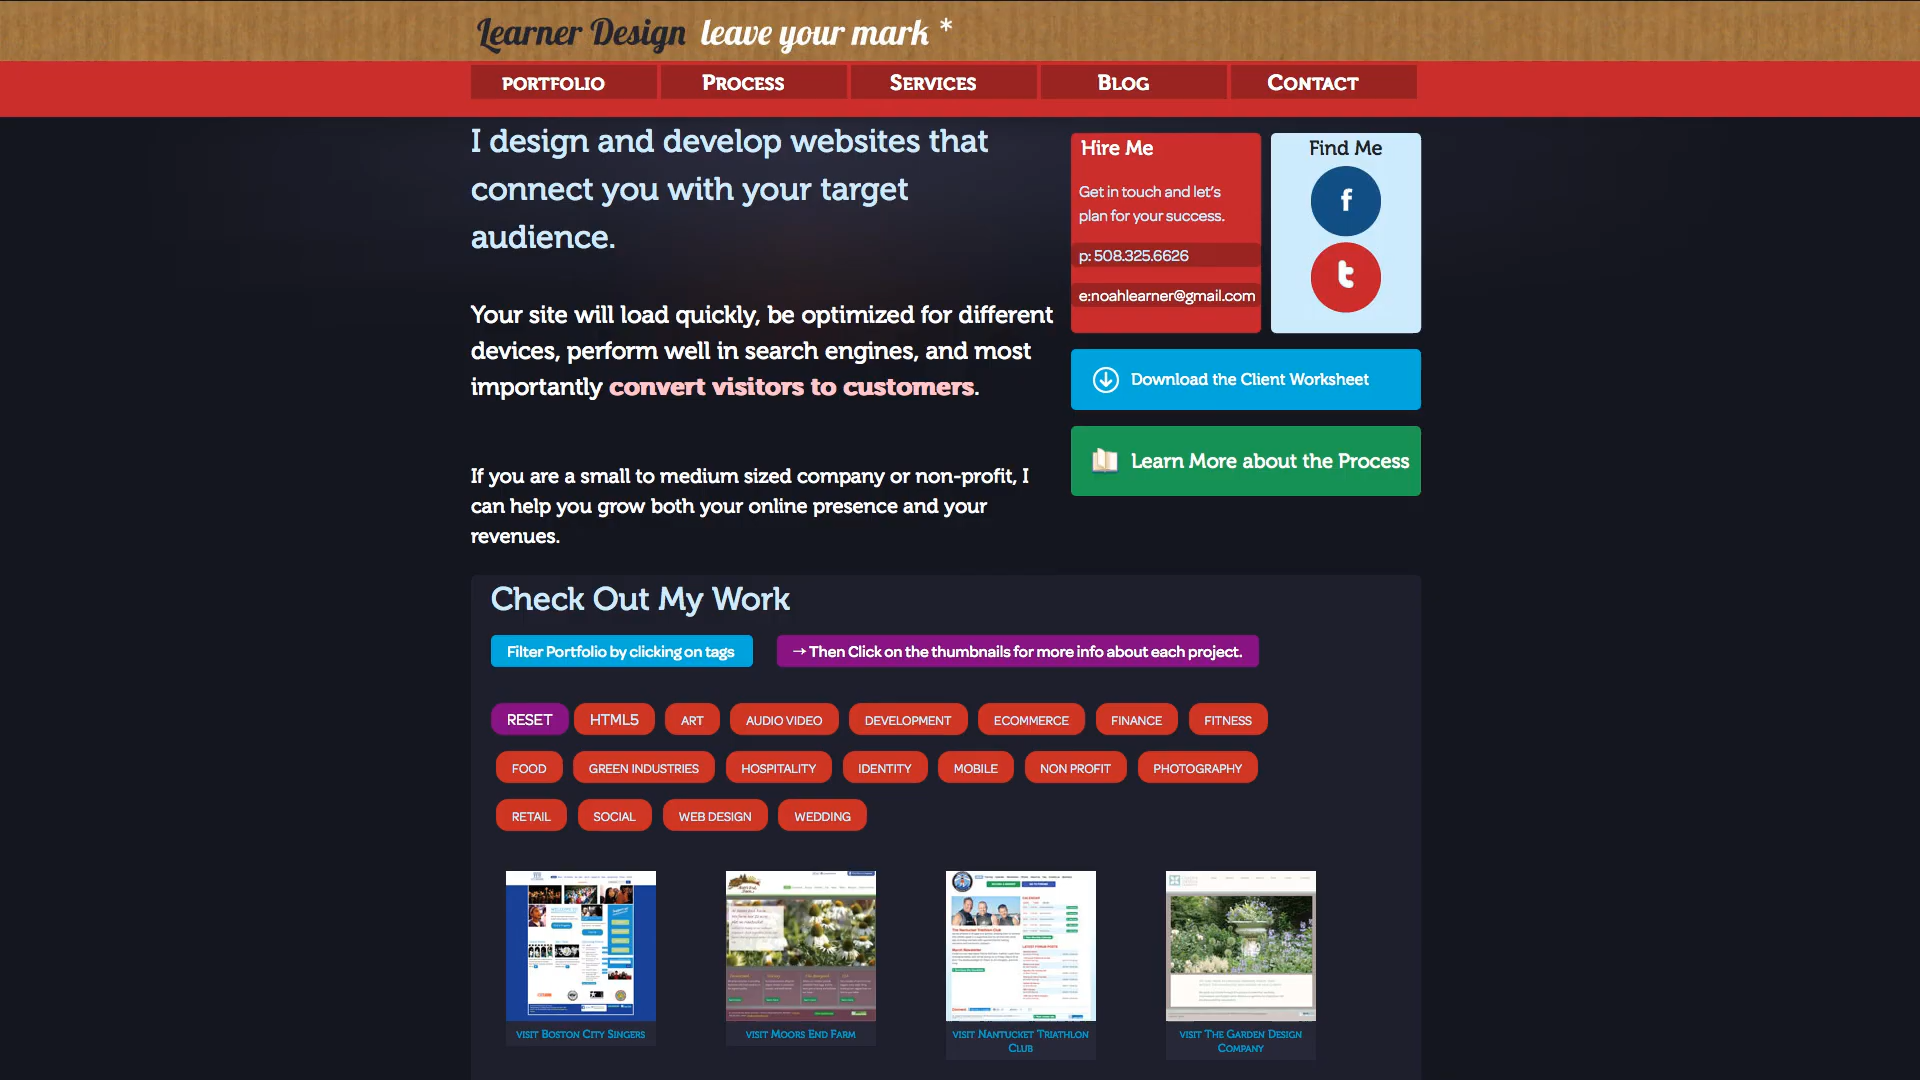 Learner Design leave your mark *
PORTFOLIO PROCESS SERVICES BLOG CONTACT
I design and develop websites that
connect you with your target
audience.
Your site will load quickly, be optimized for different
devices, perform well in search engines, and most
importantly convert visitors to customers.
If you are a small to medium sized company or non-profit, I
can help you grow both your online presence and your
revenues.
Hire Me
Get in touch and let's
plan for your success.
p: 508.325.6626
e:noahlearner@gmail.com
Find Me
f
t
Download the Client Worksheet
Learn More about the Process
Check Out My Work
Filter Portfolio by clicking on tags
→ Then Click on the thumbnails for more info about each project.
RESET HTML5 ART AUDIO VIDEO DEVELOPMENT ECOMMERCE FINANCE FITNESS
FOOD GREEN INDUSTRIES HOSPITALITY IDENTITY MOBILE NON PROFIT PHOTOGRAPHY
RETAIL SOCIAL WEB DESIGN WEDDING
VISIT BOSTON CITY SINGERS
VISIT MOORS END FARM
VISIT NANTUCKET TRIATHLON
CLUB
VISIT THE GARDEN DESIGN
COMPANY